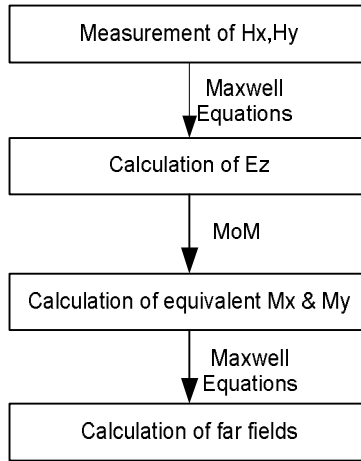 Measurement of Hx,Hy
Maxwell
Equations
Calculation of Ez
MoM
Calculation of equivalent Mx & My
Maxwell
Equations
Calculation of far fields